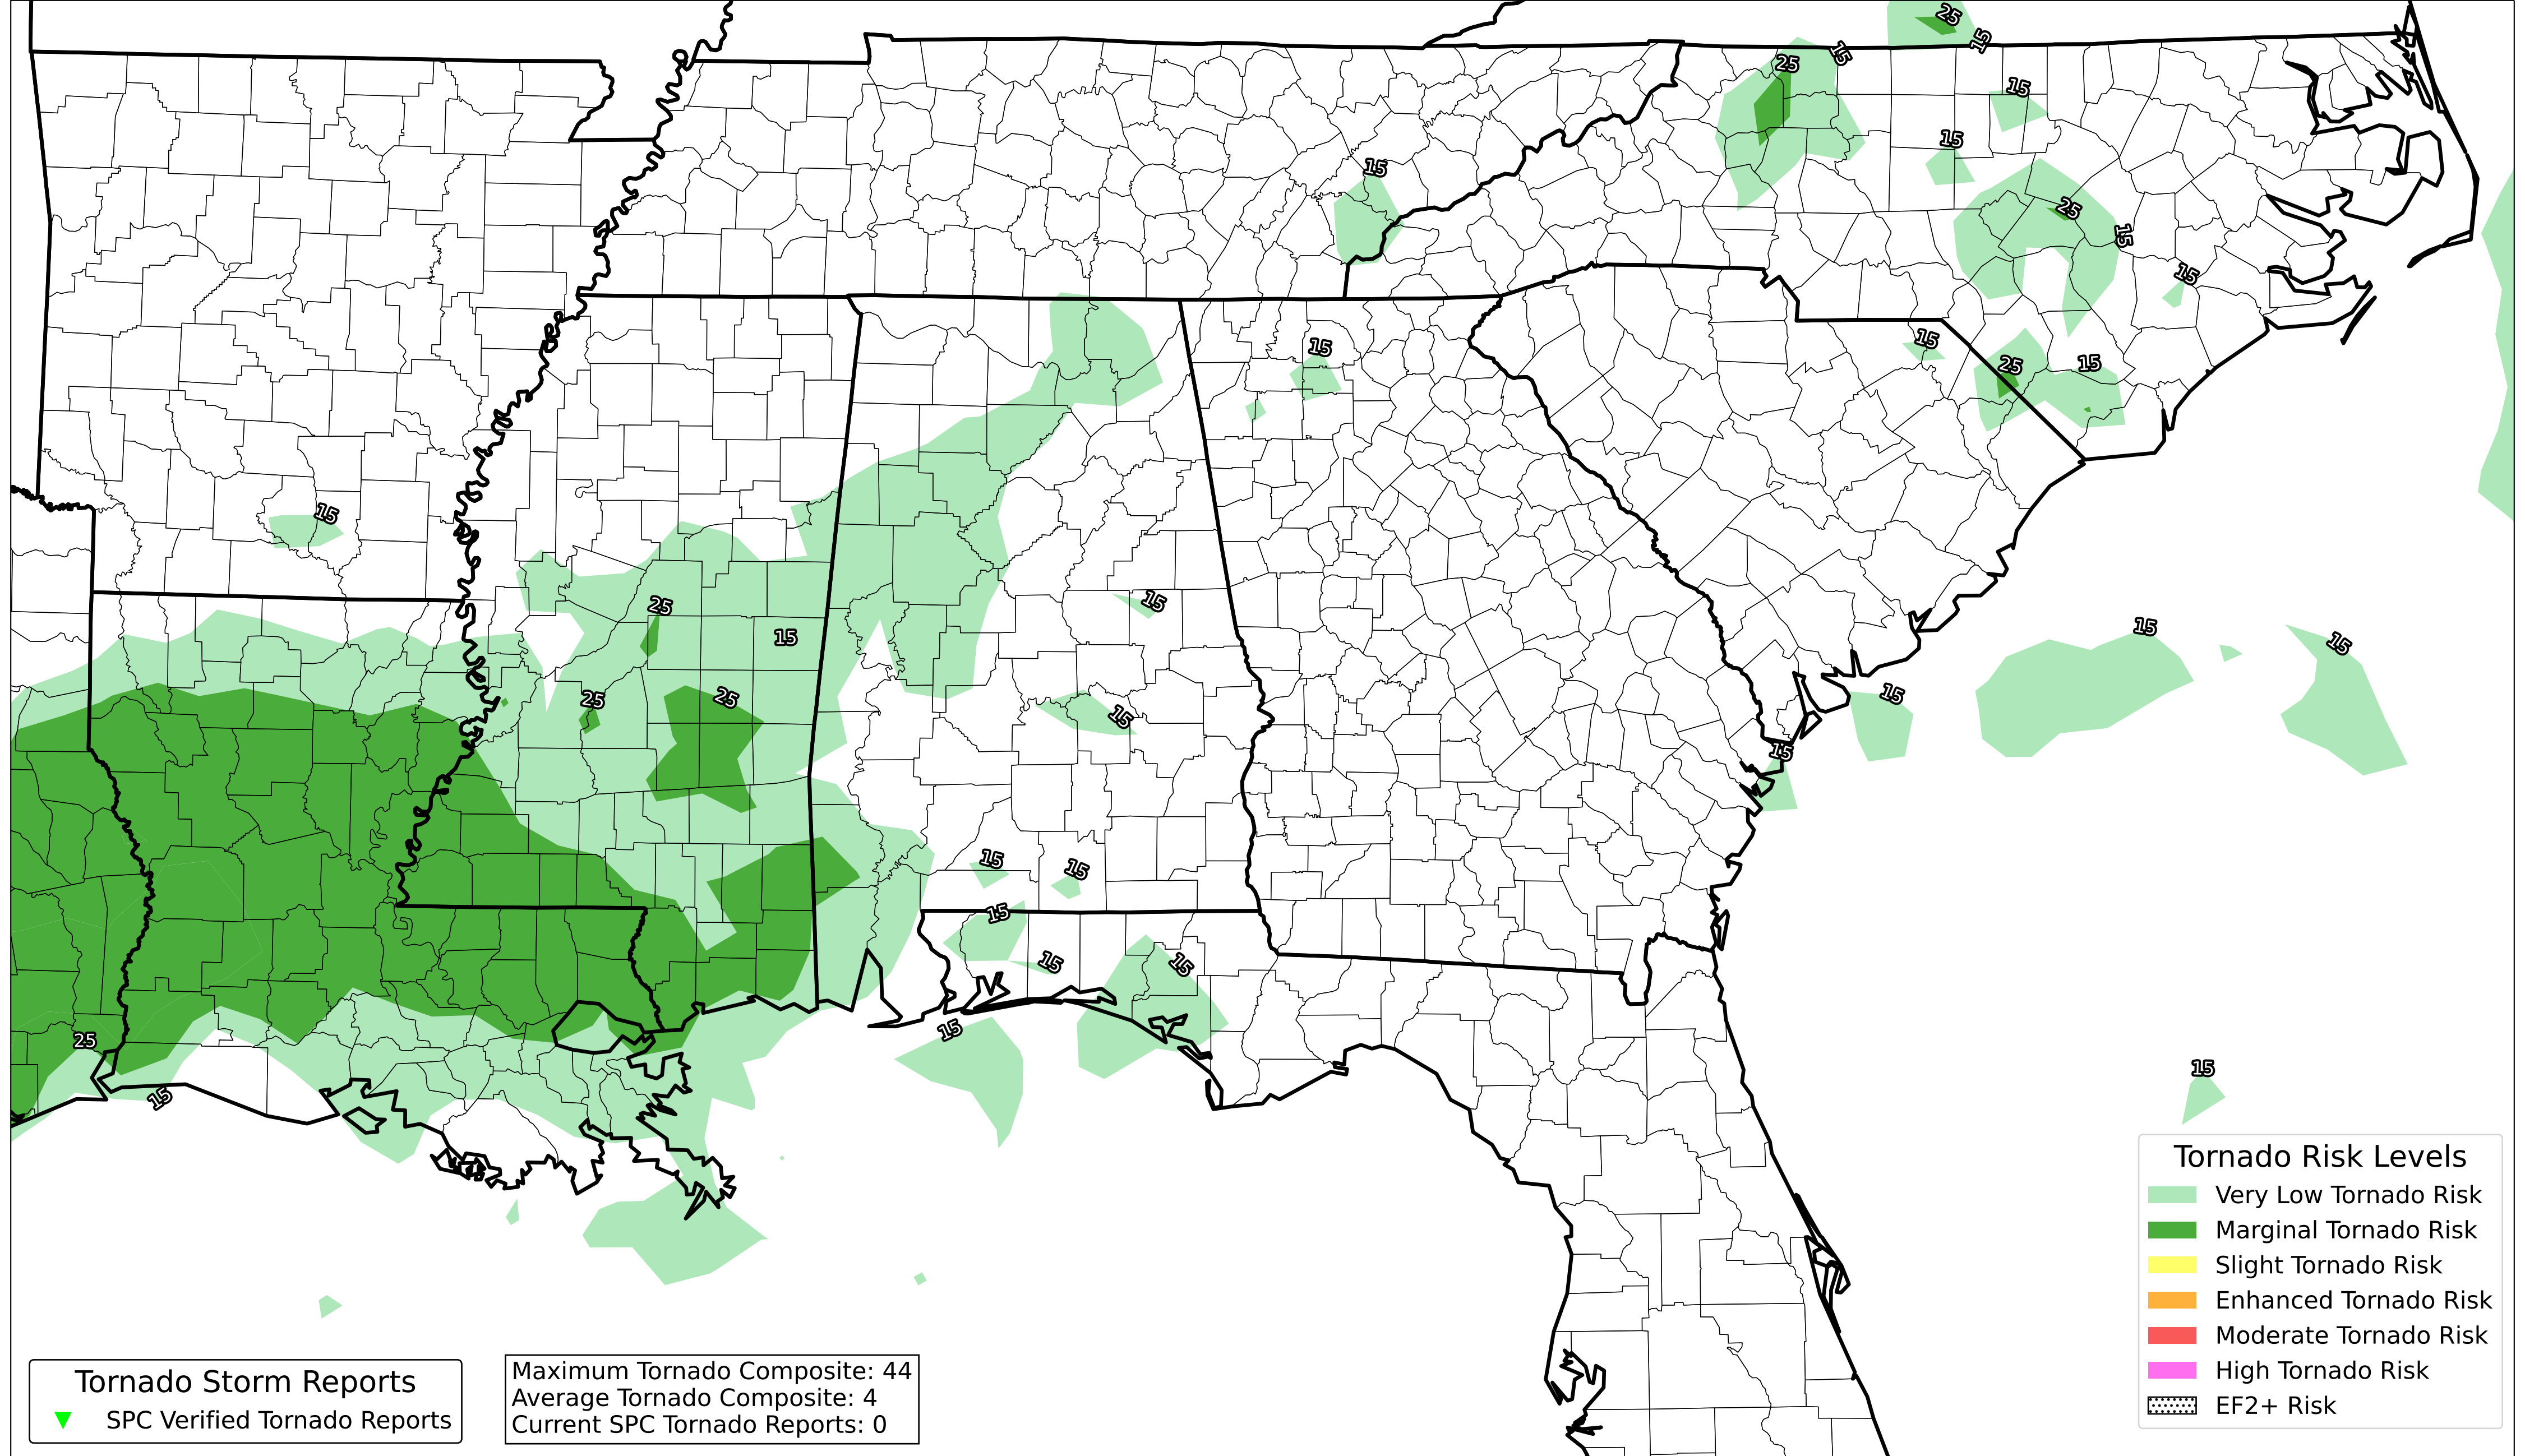 25
15
15
25
15
15
15
25
15
15
15
15
25
15
15
25
15
15
25
15
25
25
15
15
15
15
15
15
15
15
15
15
25
15
15
15
Tornado Risk Levels
Very Low Tornado Risk
Marginal Tornado Risk
Slight Tornado Risk
Enhanced Tornado Risk
Moderate Tornado Risk
High Tornado Risk
EF2+ Risk
Tornado Storm Reports
SPC Verified Tornado Reports
Maximum Tornado Composite: 44
Average Tornado Composite: 4
Current SPC Tornado Reports: 0